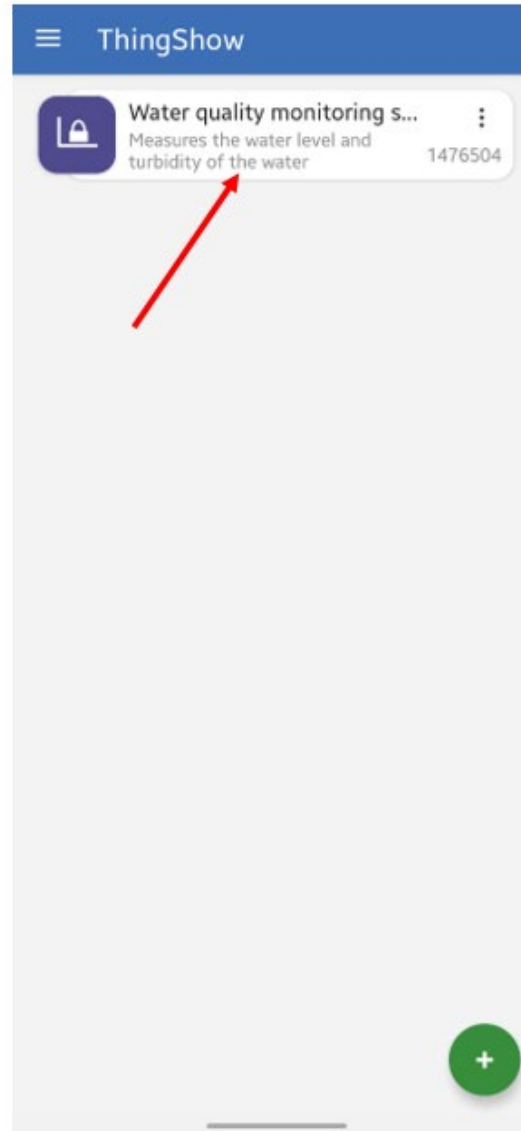 ThingShow
Water quality monitoring s...
Measures the water level and
turbidity of the water
1476504